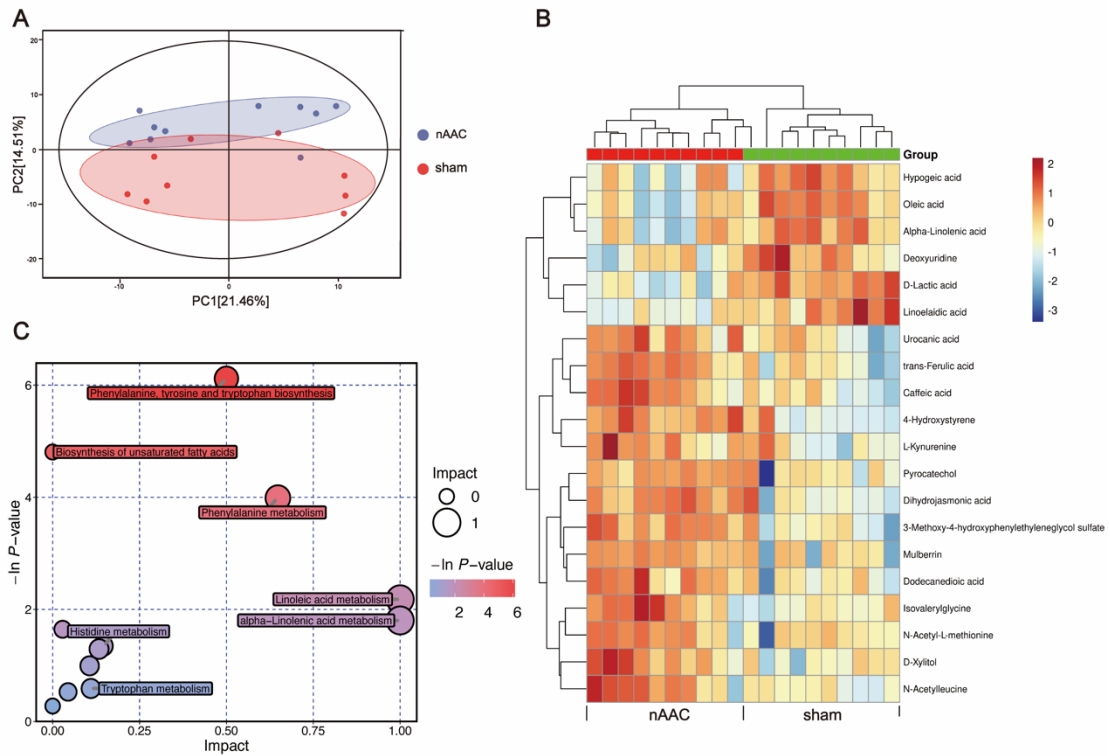 A
20
10
0
-10
-20
PC2[14.51%]
-10
0
10
PC1[21.46%]
nAAC
sham
B
Group
Hypogeic acid
Oleic acid
Alpha-Linolenic acid
Deoxyuridine
D-Lactic acid
Linoelaidic acid
Urocanic acid
trans-Ferulic acid
Caffeic acid
4-Hydroxystyrene
L-Kynurenine
Pyrocatechol
Dihydrojasmonic acid
3-Methoxy-4-hydroxyphenylethyleneglycol sulfate
Mulberrin
Dodecanedioic acid
Isovalerylglycine
N-Acetyl-L-methionine
D-Xylitol
N-Acetylleucine
nAAC
sham
2
1
0
-1
-2
-3
C
6
4
2
0
−ln P−value
Phenylalanine, tyrosine and tryptophan biosynthesis
Biosynthesis of unsaturated fatty acids
Phenylalanine metabolism
Linoleic acid metabolism
alpha−Linolenic acid metabolism
Histidine metabolism
Tryptophan metabolism
0.00
0.25
0.50
0.75
1.00
Impact
Impact
0
1
−ln P−value
2 4 6